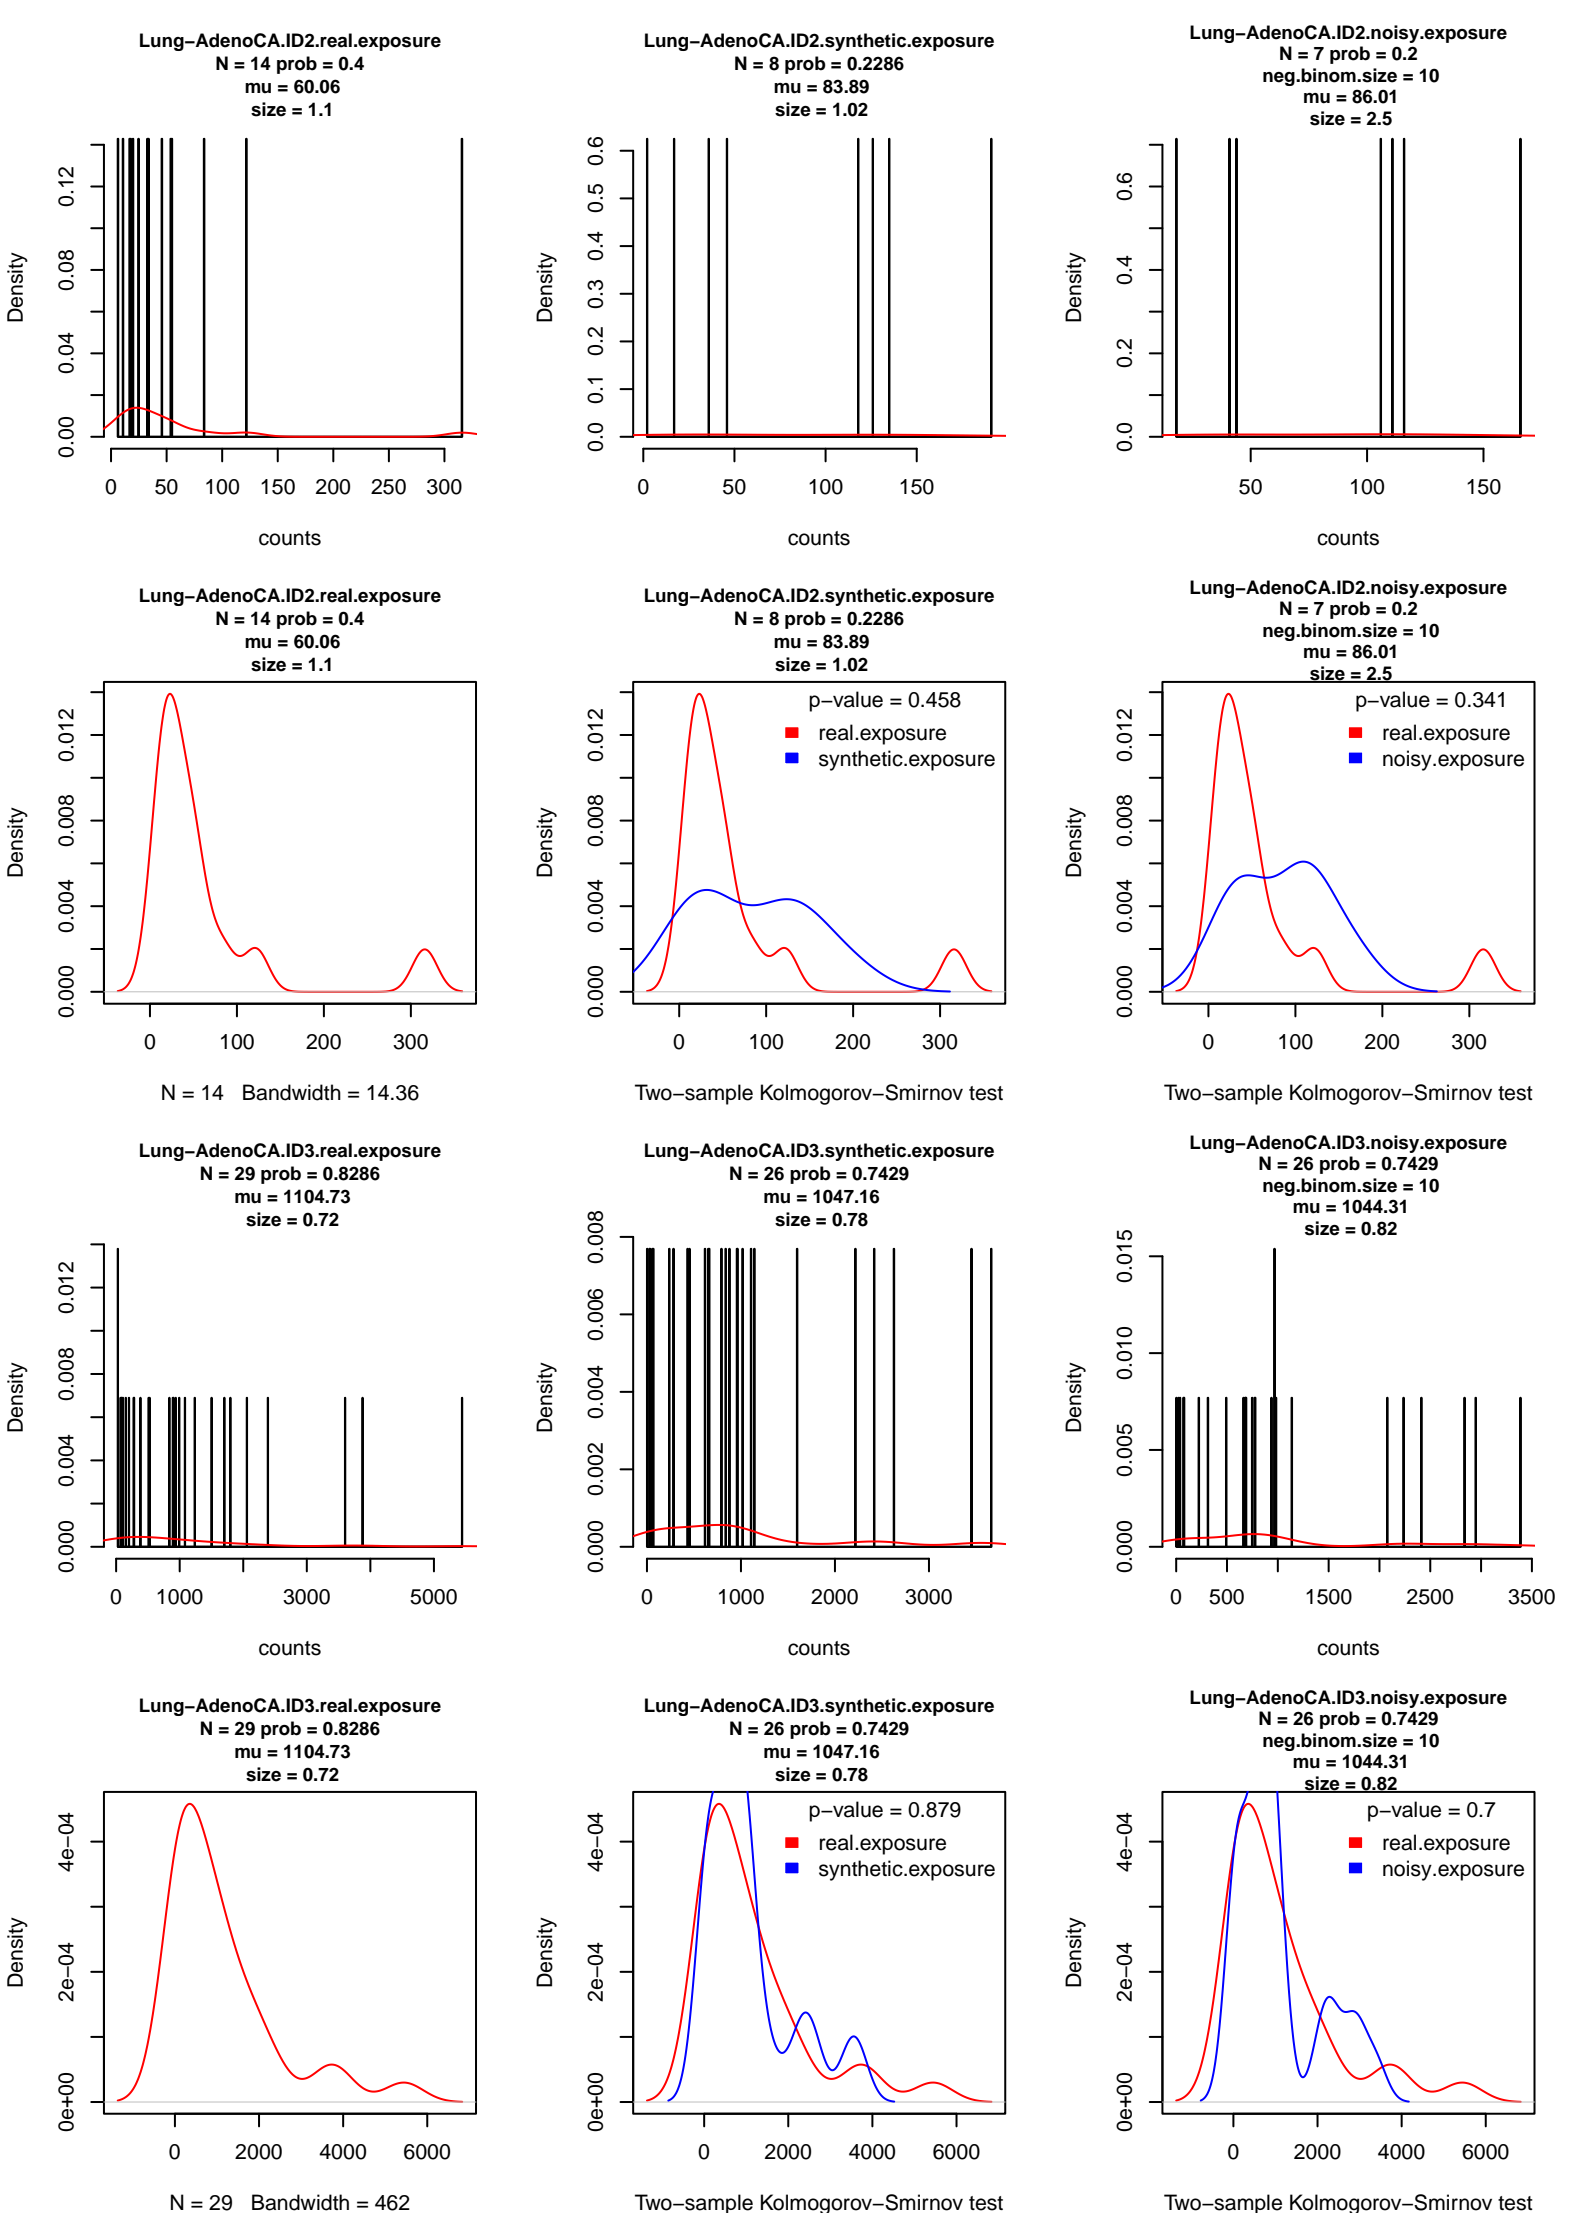 Lung−AdenoCA.ID2.real.exposure
N = 14 prob = 0.4
mu = 60.06
size = 1.1
Density
0.00 0.04 0.08 0.12
0 50 100 150 200 250 300
counts
Lung−AdenoCA.ID2.synthetic.exposure
N = 8 prob = 0.2286
mu = 83.89
size = 1.02
Density
0.0 0.1 0.2 0.3 0.4 0.5 0.6
0 50 100 150
counts
Lung−AdenoCA.ID2.noisy.exposure
N = 7 prob = 0.2
neg.binom.size = 10
mu = 86.01
size = 2.5
Density
0.0 0.2 0.4 0.6
50 100 150
counts
Lung−AdenoCA.ID2.real.exposure
N = 14 prob = 0.4
mu = 60.06
size = 1.1
Density
0.000 0.004 0.008 0.012
0 100 200 300
N = 14 Bandwidth = 14.36
Lung−AdenoCA.ID2.synthetic.exposure
N = 8 prob = 0.2286
mu = 83.89
size = 1.02
p−value = 0.458
real.exposure
synthetic.exposure
Density
0.000 0.004 0.008 0.012
0 100 200 300
Two−sample Kolmogorov−Smirnov test
Lung−AdenoCA.ID2.noisy.exposure
N = 7 prob = 0.2
neg.binom.size = 10
mu = 86.01
size = 2.5
p−value = 0.341
real.exposure
noisy.exposure
Density
0.000 0.004 0.008 0.012
0 100 200 300
Two−sample Kolmogorov−Smirnov test
Lung−AdenoCA.ID3.real.exposure
N = 29 prob = 0.8286
mu = 1104.73
size = 0.72
Density
0.000 0.004 0.008 0.012
0 1000 3000 5000
counts
Lung−AdenoCA.ID3.synthetic.exposure
N = 26 prob = 0.7429
mu = 1047.16
size = 0.78
Density
0.000 0.002 0.004 0.006 0.008
0 1000 2000 3000
counts
Lung−AdenoCA.ID3.noisy.exposure
N = 26 prob = 0.7429
neg.binom.size = 10
mu = 1044.31
size = 0.82
Density
0.000 0.005 0.010 0.015
0 500 1500 2500 3500
counts
Lung−AdenoCA.ID3.real.exposure
N = 29 prob = 0.8286
mu = 1104.73
size = 0.72
Density
0e+00 2e−04 4e−04
0 2000 4000 6000
N = 29 Bandwidth = 462
Lung−AdenoCA.ID3.synthetic.exposure
N = 26 prob = 0.7429
mu = 1047.16
size = 0.78
p−value = 0.879
real.exposure
synthetic.exposure
Density
0e+00 2e−04 4e−04
0 2000 4000 6000
Two−sample Kolmogorov−Smirnov test
Lung−AdenoCA.ID3.noisy.exposure
N = 26 prob = 0.7429
neg.binom.size = 10
mu = 1044.31
size = 0.82
p−value = 0.7
real.exposure
noisy.exposure
Density
0e+00 2e−04 4e−04
0 2000 4000 6000
Two−sample Kolmogorov−Smirnov test